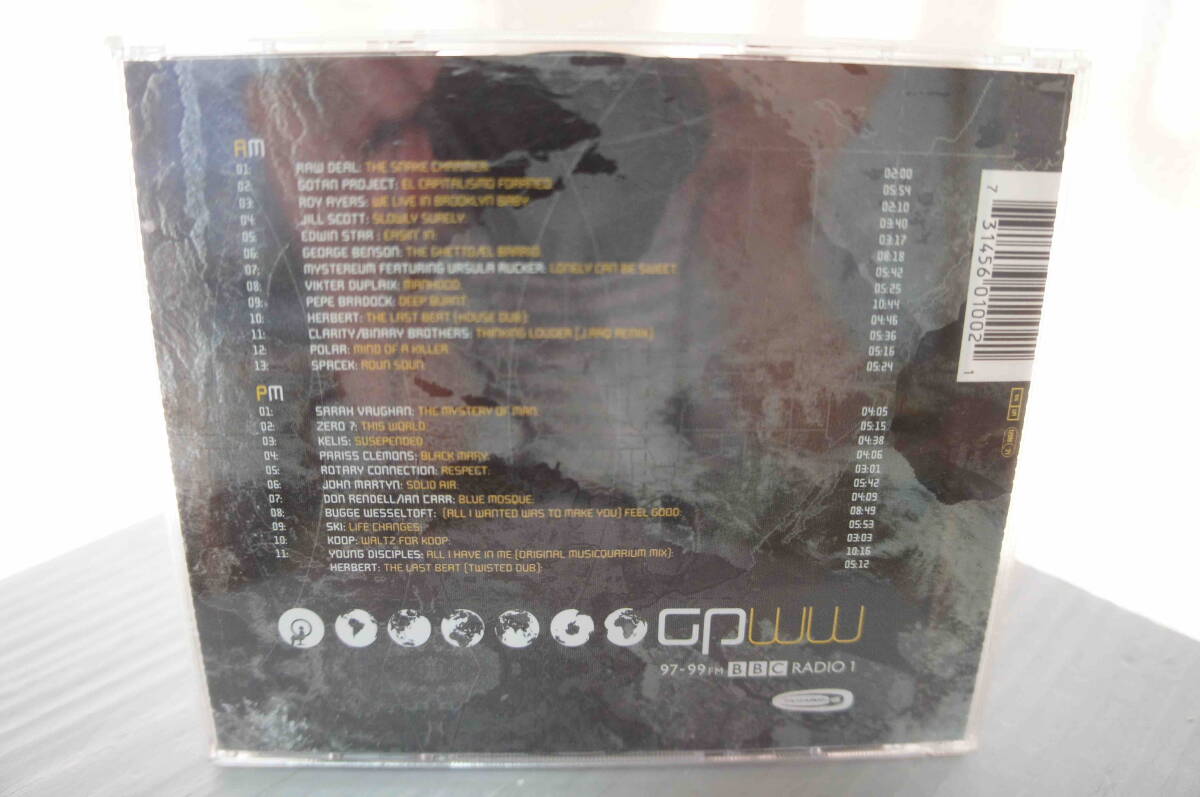 AM
01: RAW DEAL: THE SNAKE CHARMER: 02:00
02: GOTAN PROJECT: EL CAPITALISMO FORANEO: 05:54
03: ROY AYERS: WE LIVE IN BROOKLYN BABY: 02:10
04: JILL SCOTT: SLOWLY SURELY: 03:40
05: EDWIN STAR : EASIN' IN: 03:17
06: GEORGE BENSON: THE GHETTO/EL BARRIO: 08:18
07: MYSTEREUM FEATURING URSULA RUCKER: LONELY CAN BE SWEET: 05:42
08: VIKTER DUPLAIX: MANHOOD: 05:25
09: PEPE BRADOCK: DEEP BURNT: 10:44
10: HERBERT: THE LAST BEAT (HOUSE DUB): 04:46
11: CLARITY/BINARY BROTHERS: THINKING LOUDER (J.RAQ REMIX): 05:36
12: POLAR: MIND OF A KILLER: 05:16
13: SPACEK: ROUN SOUN: 05:24
PM
01: SARAH VAUGHAN: THE MYSTERY OF MAN: 04:05
02: ZERO 7: THIS WORLD: 05:15
03: KELIS: SUSEPENDED: 04:38
04: PARISS CLEMONS: BLACK MARY: 04:06
05: ROTARY CONNECTION: RESPECT: 03:01
06: JOHN MARTYN: SOLID AIR: 05:42
07: DON RENDELL/IAN CARR: BLUE MOSQUE: 04:09
08: BUGGE WESSELTOFT: (ALL I WANTED WAS TO MAKE YOU) FEEL GOOD: 08:49
09: SKI: LIFE CHANGES: 05:53
10: KOOP: WALTZ FOR KOOP: 03:03
11: YOUNG DISCIPLES: ALL I HAVE IN ME (ORIGINAL MUSICQUARIUM MIX): 10:16
HERBERT: THE LAST BEAT (TWISTED DUB): 05:12
GPWW
97-99 FM BBC RADIO 1
7 31456 01002 1